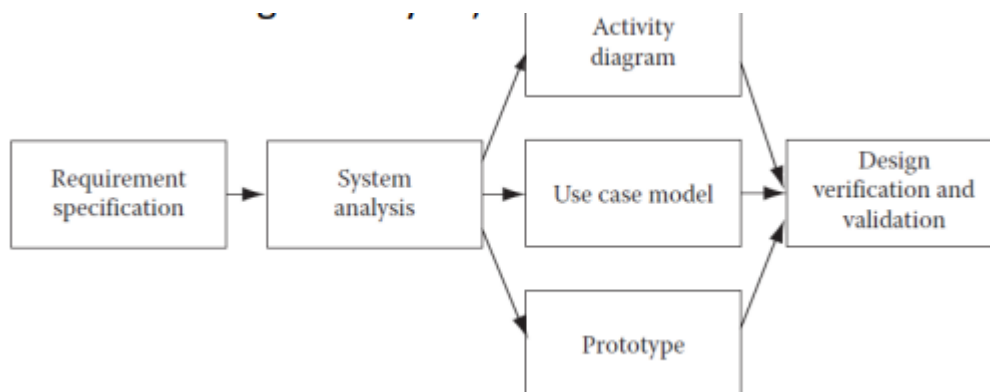 Activity
diagram
Requirement
specification
System
analysis
Use case model
Design
verification and
validation
Prototype